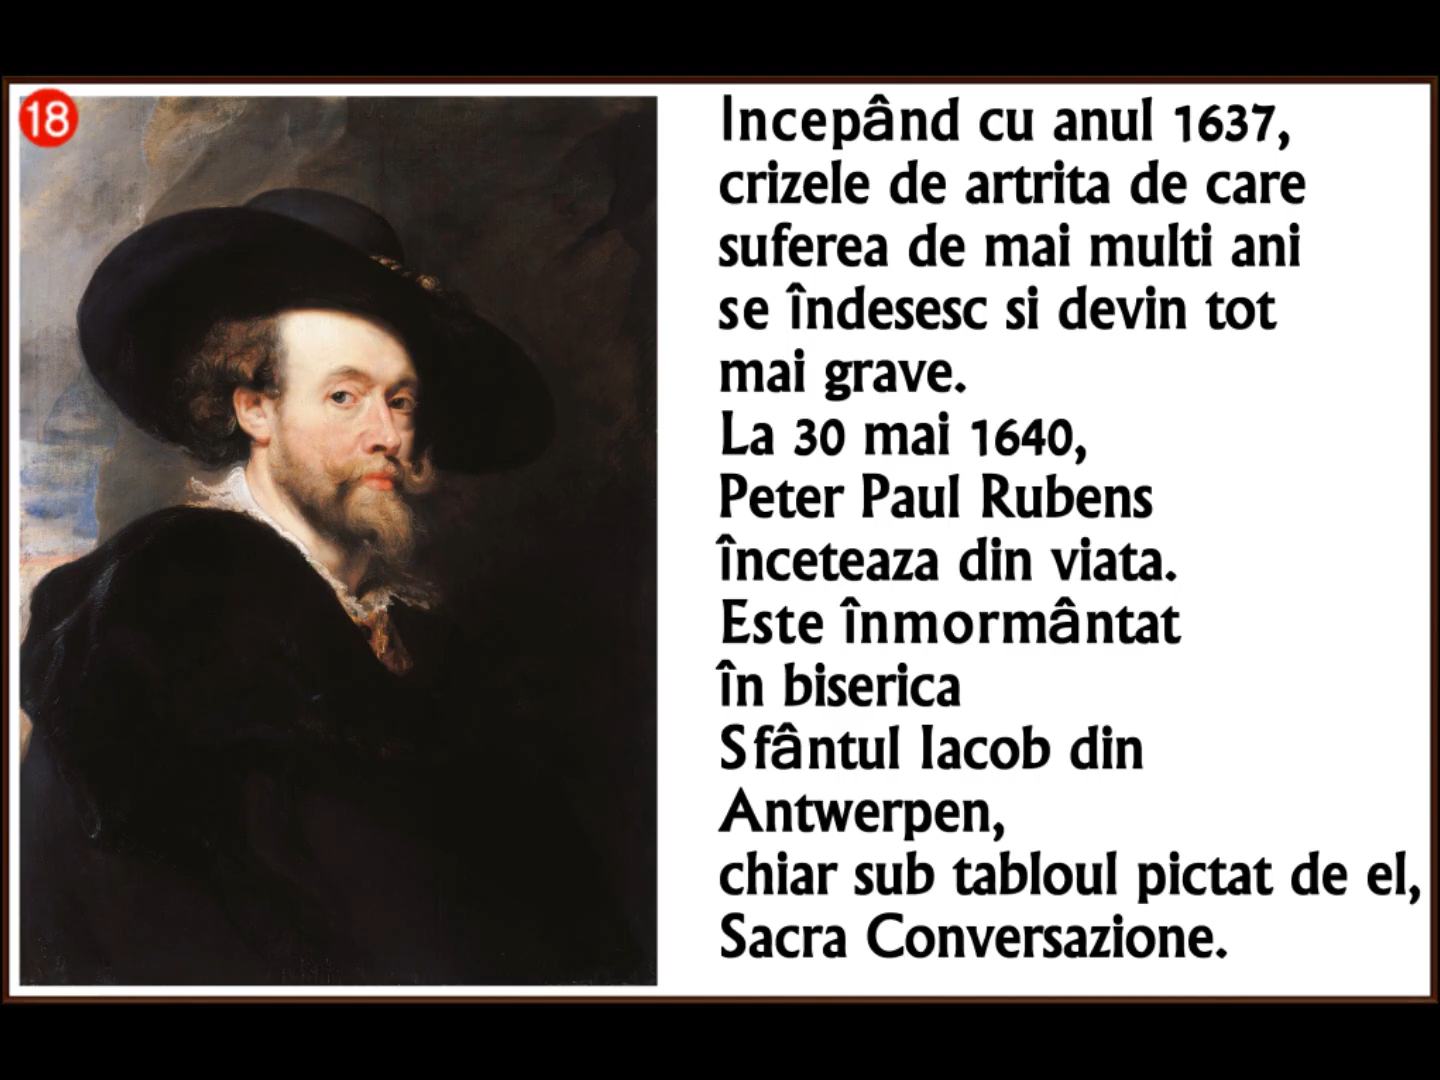 18
Incepând cu anul 1637,
crizele de artrita de care
suferea de mai multi ani
se îndesesc si devin tot
mai grave.
La 30 mai 1640,
Peter Paul Rubens
înceteaza din viata.
Este înmormântat
în biserica
Sfântul Iacob din
Antwerpen,
chiar sub tabloul pictat de el,
Sacra Conversazione.